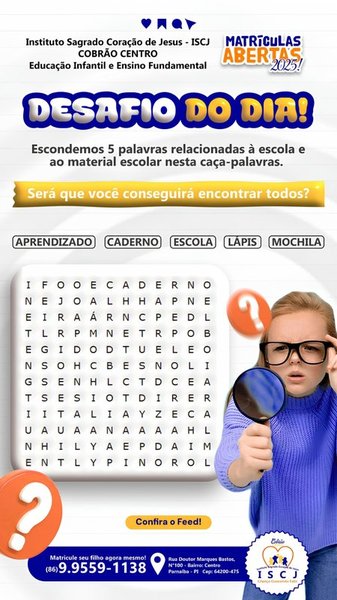 Instituto Sagrado Coração de Jesus - ISCJ
COBRÃO CENTRO
Educação Infantil e Ensino Fundamental
MATRÍCULAS
ABERTAS
2025!
DESAFIO DO DIA!
Escondemos 5 palavras relacionadas à escola e
ao material escolar nesta caça-palavras.
Será que você conseguirá encontrar todos?
APRENDIZADO CADERNO ESCOLA LÁPIS MOCHILA
I F O O E C A D E R N O
N E J O A L H H A P N E
E I R A Á R N C P E D L
T L R P M N E T R P O B
E G I D O D T U E L E O
N S O H C B E S N O L I
G S E N H L C T D C E A
T S E S I O T D I R E R
I I T A L I A Y Z E C A
U A U A A N A A A A H L
N H I L Y A E P D A I M
E N T L Y P I N O R O L
?
?
Confira o Feed!
Matricule seu filho agora mesmo!
(86) 9.9559-1138
Rua Doutor Marques Bastos,
N°100 - Bairro: Centro
Parnaíba - PI Cep: 64200-475
ISCJ